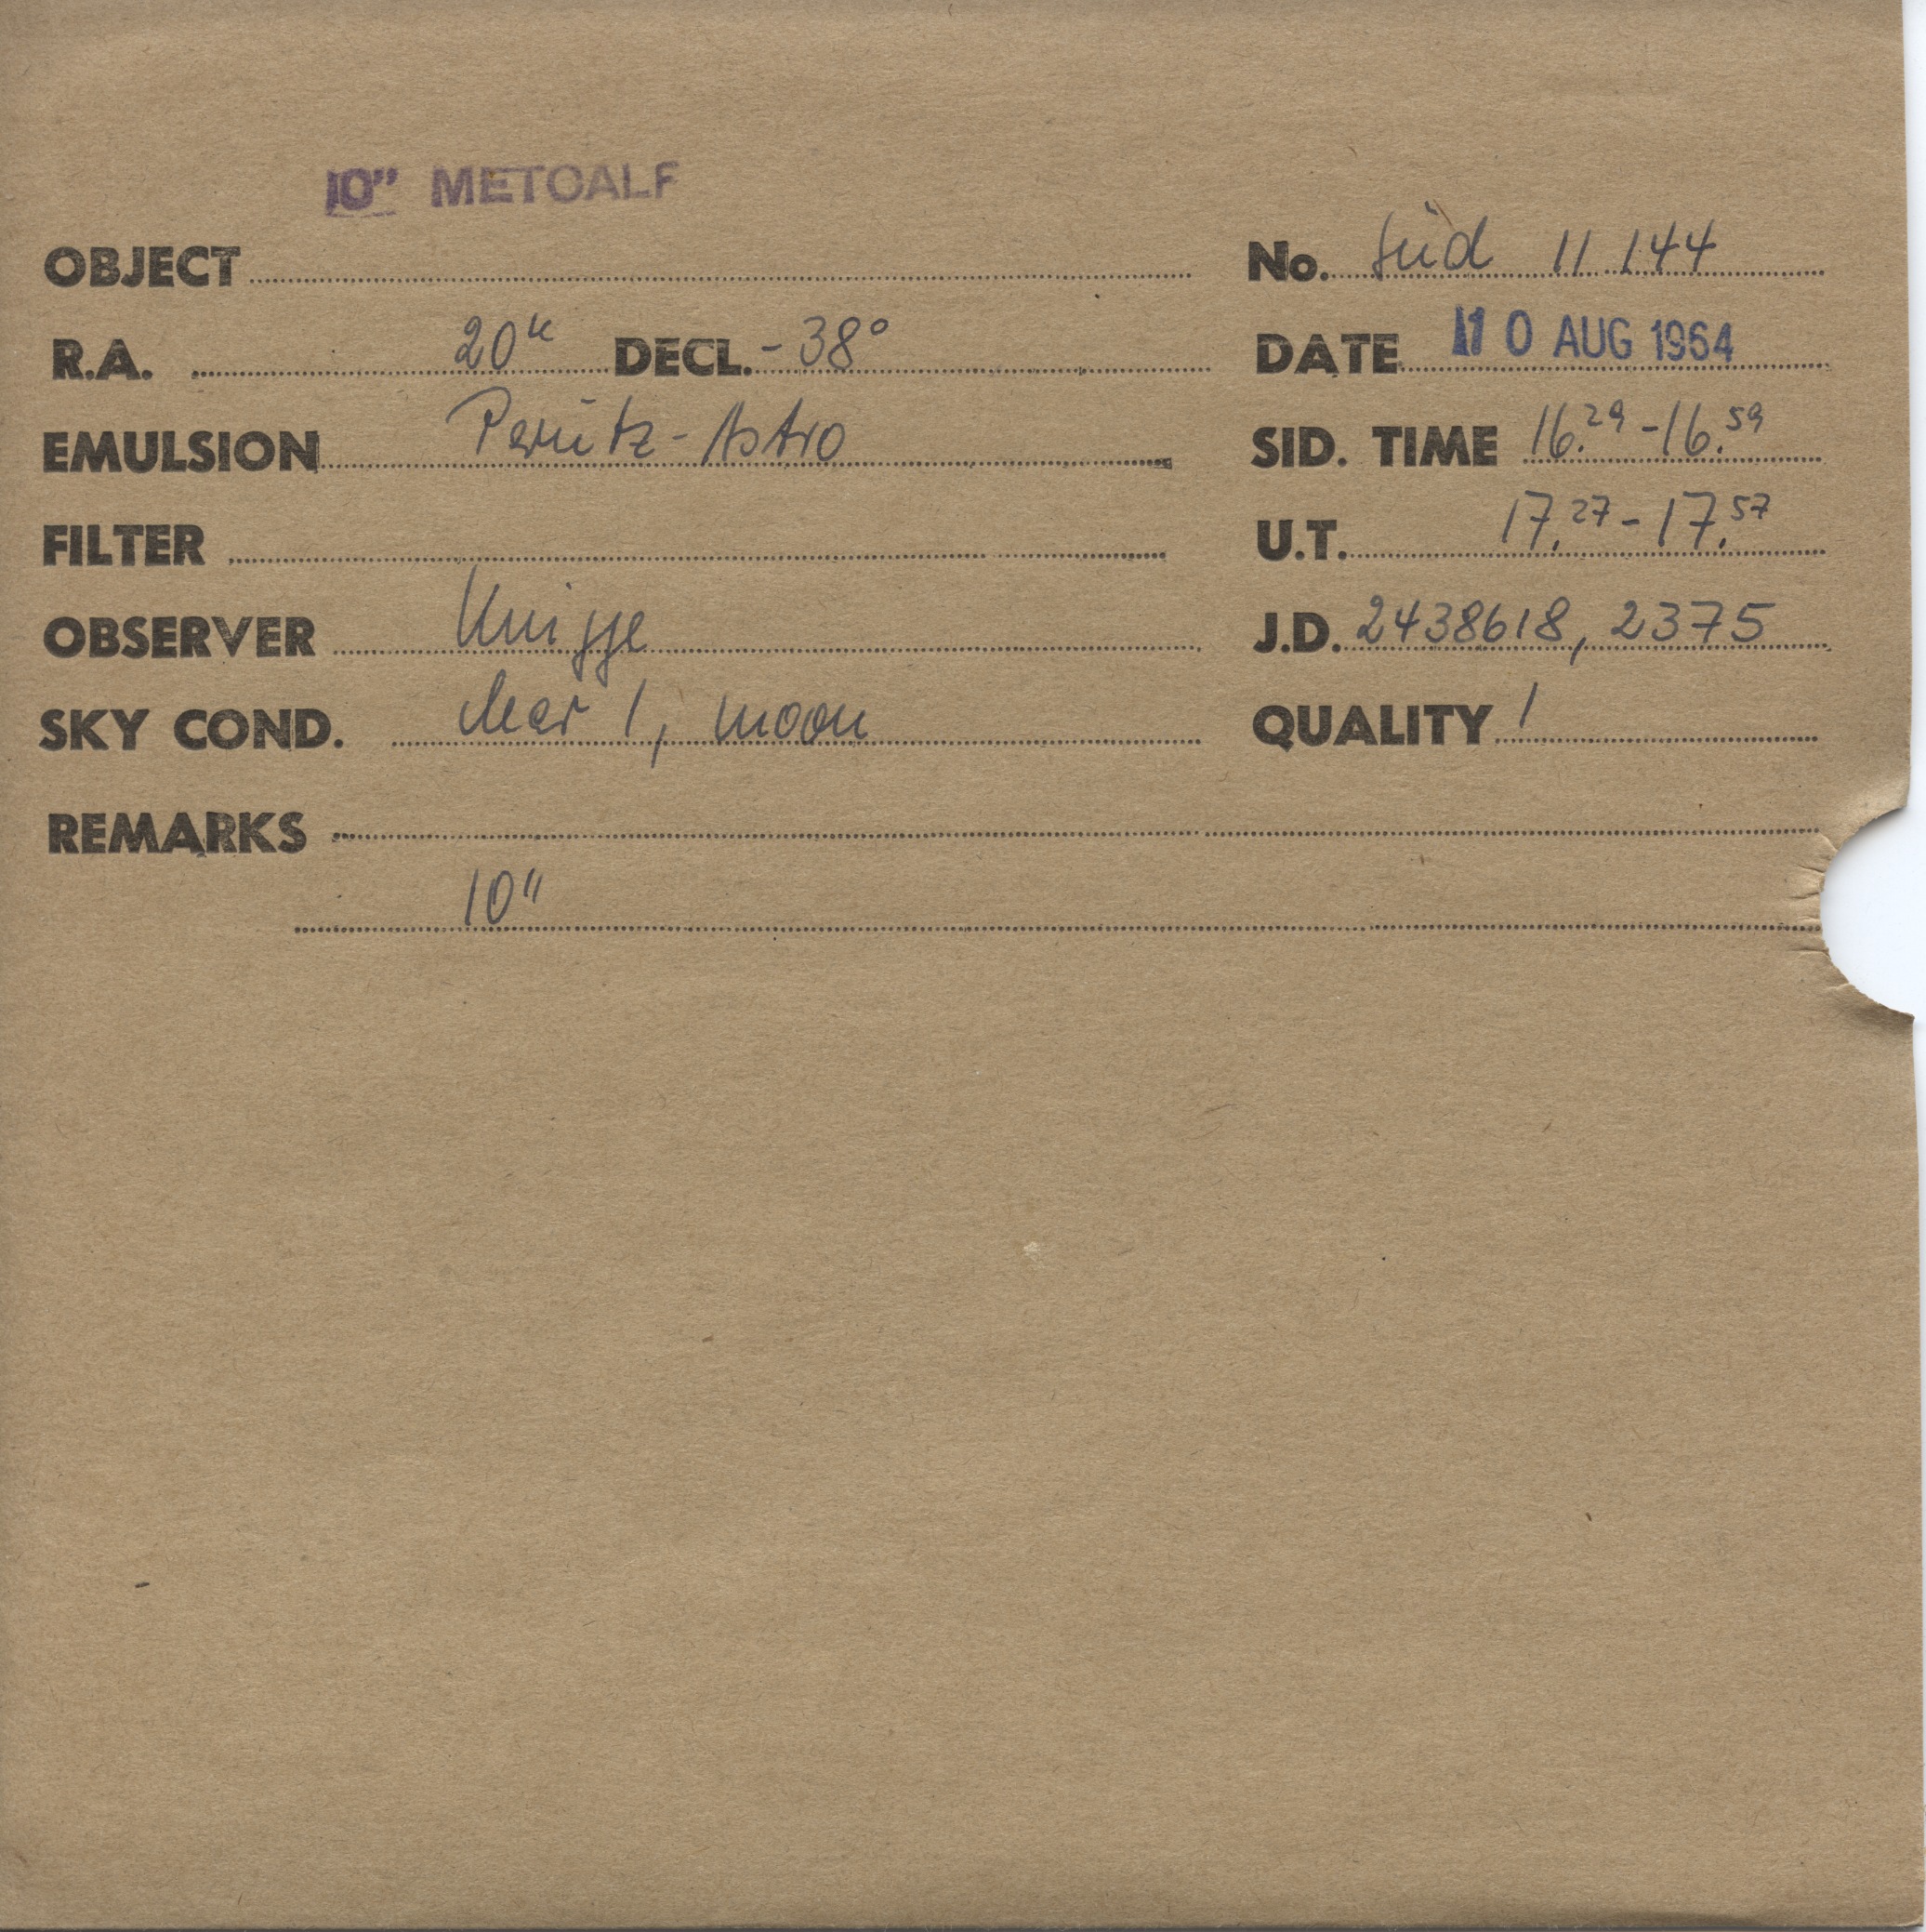 10" METCALF
OBJECT No. Süd 11 144
R.A. 20h DECL. -38° DATE 10 AUG 1964
EMULSION Perutz-Astro SID. TIME 16.29 - 16.59
FILTER U.T. 17.27 - 17.57
OBSERVER Knigge J.D. 2438618,2375
SKY COND. clear 1, moon QUALITY 1
REMARKS
10"